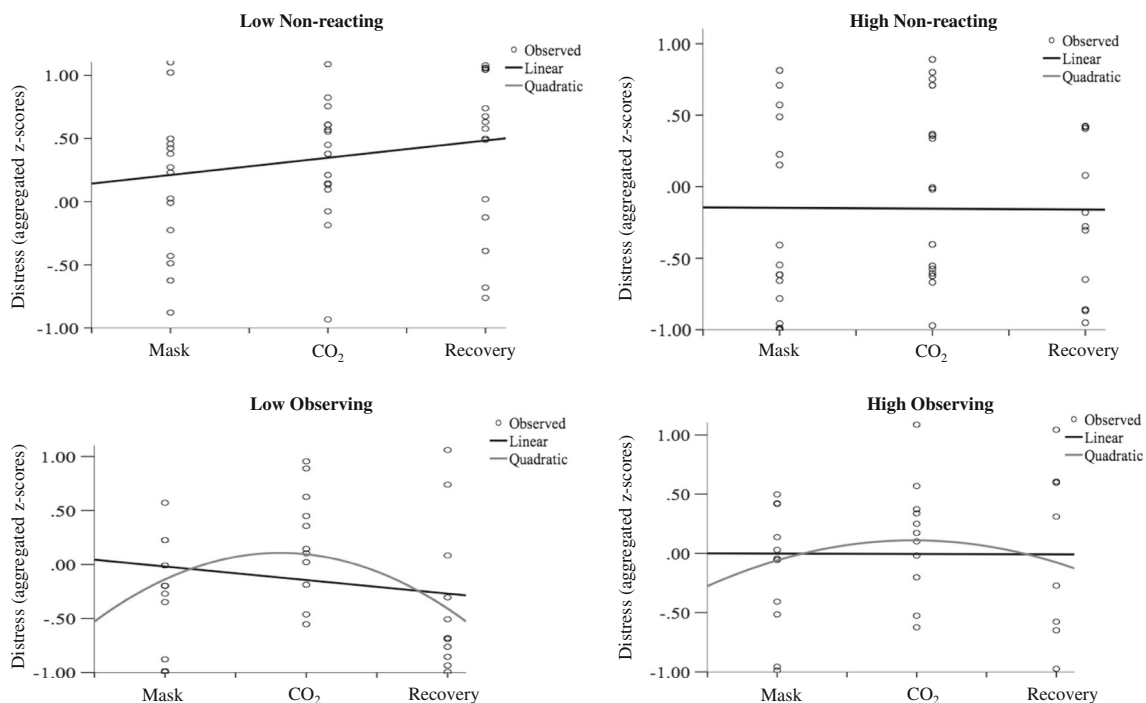 Low Non-reacting
Observed
Linear
Quadratic
Distress (aggregated z-scores)
1.00
.50
.00
-.50
-1.00
Mask
CO₂
Recovery
High Non-reacting
Observed
Linear
Quadratic
Distress (aggregated z-scores)
1.00
.50
.00
-.50
-1.00
Mask
CO₂
Recovery
Low Observing
Observed
Linear
Quadratic
Distress (aggregated z-scores)
1.00
.50
.00
-.50
-1.00
Mask
CO₂
Recovery
High Observing
Observed
Linear
Quadratic
Distress (aggregated z-scores)
1.00
.50
.00
-.50
-1.00
Mask
CO₂
Recovery